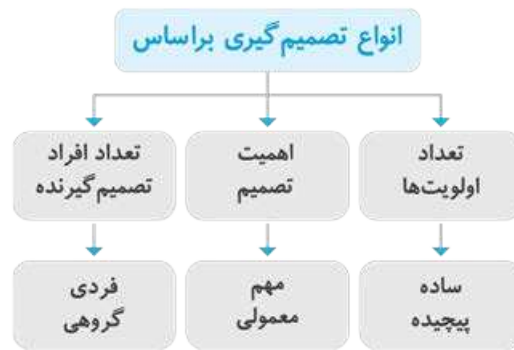 انواع تصمیم‌گیری براساس
تعداد
اولویت‌ها
اهمیت
تصمیم
تعداد افراد
تصمیم‌گیرنده
ساده
پیچیده
مهم
معمولی
فردی
گروهی